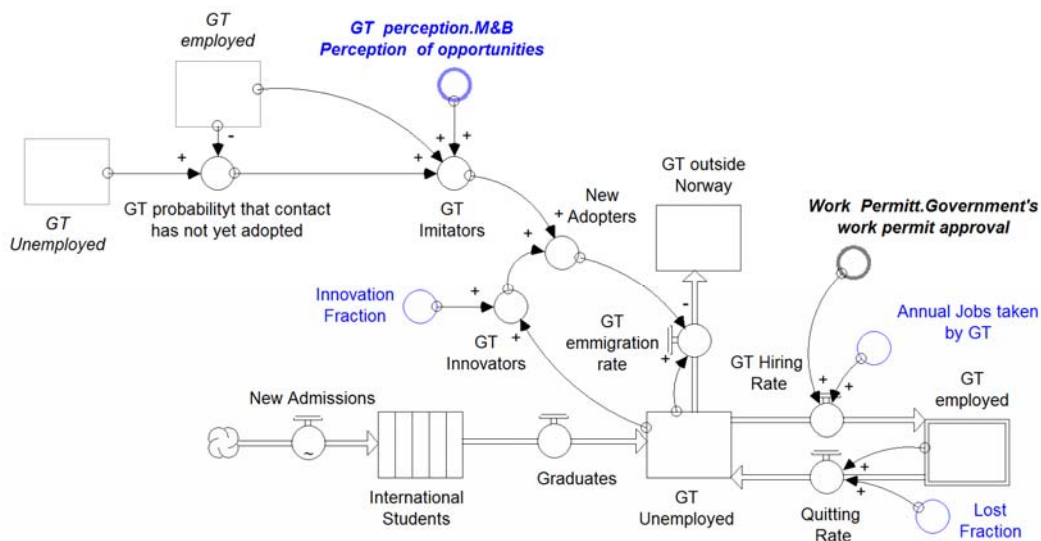 GT
employed
GT perception.M&B
Perception of opportunities
GT
Unemployed
GT probabilityt that contact
has not yet adopted
GT
Imitators
New
Adopters
GT outside
Norway
Work Permitt.Government's
work permit approval
Innovation
Fraction
GT
Innovators
GT
emmigration
rate
Annual Jobs taken
by GT
GT Hiring
Rate
GT
employed
New Admissions
International
Students
Graduates
GT
Unemployed
Quitting
Rate
Lost
Fraction